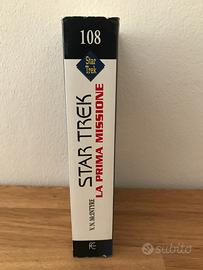 108
Star
Trek
STAR TREK
LA PRIMA MISSIONE
V.N. McINTYRE
subito